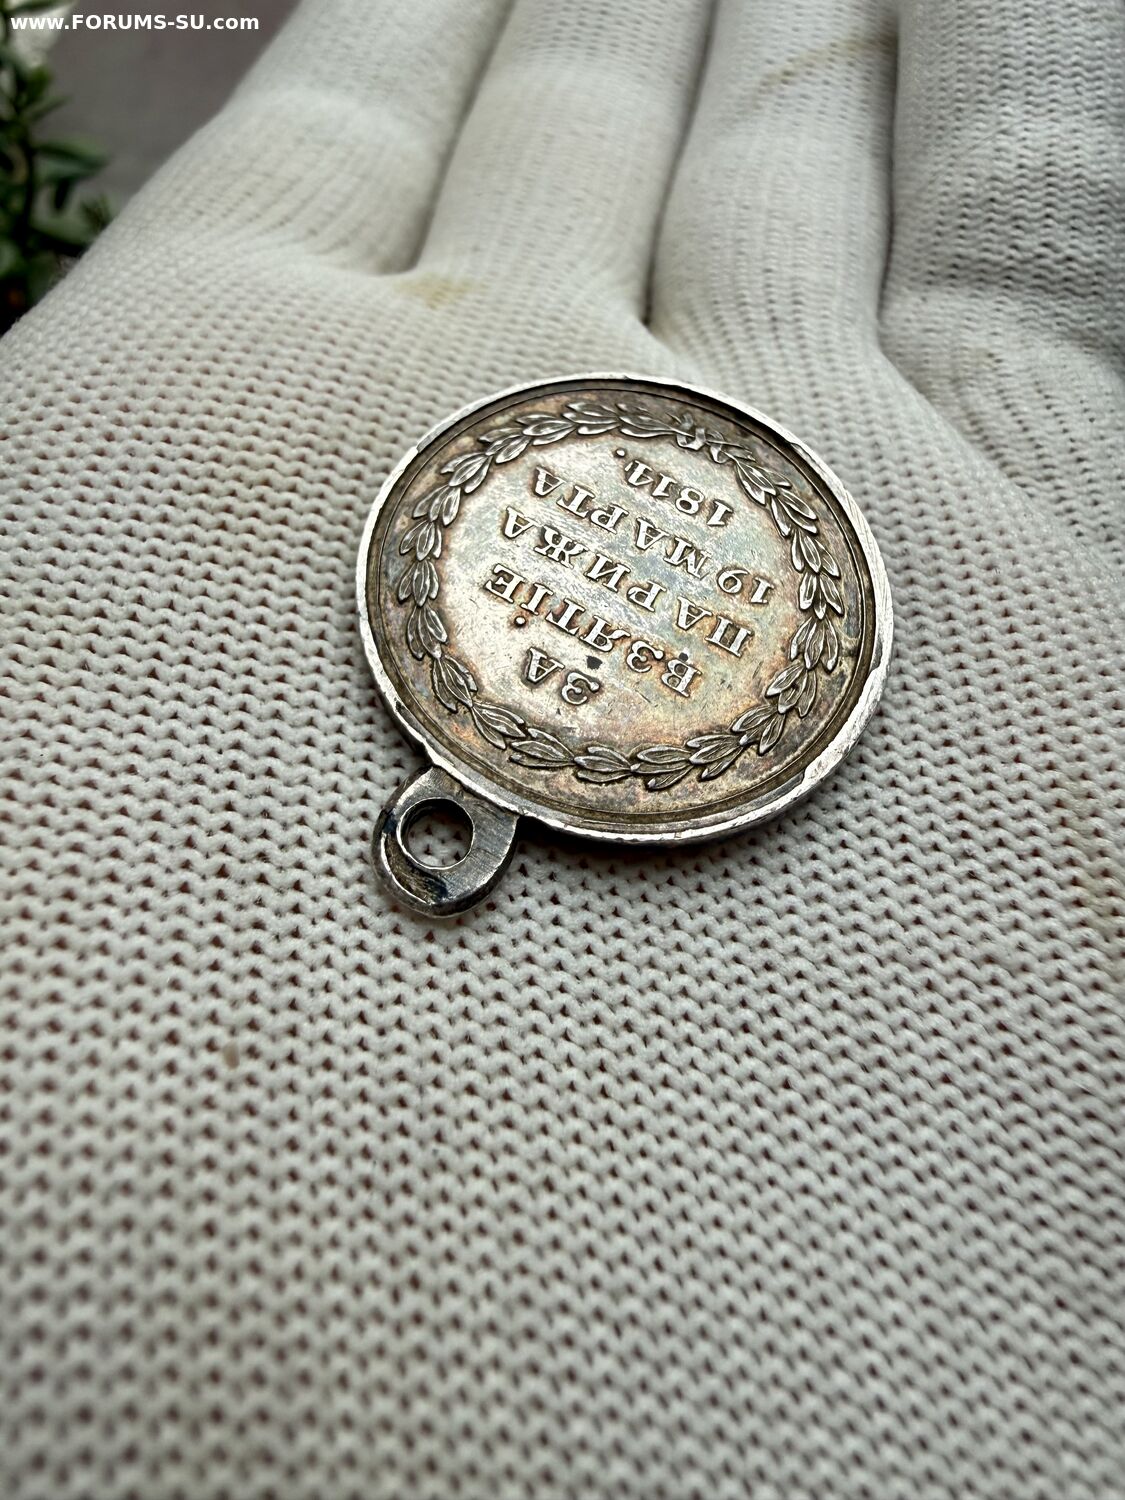 www.FORUMS-SU.com
ЗА
ВЗЯТІЕ
ПАРИЖА
19 МАРТА
1814.